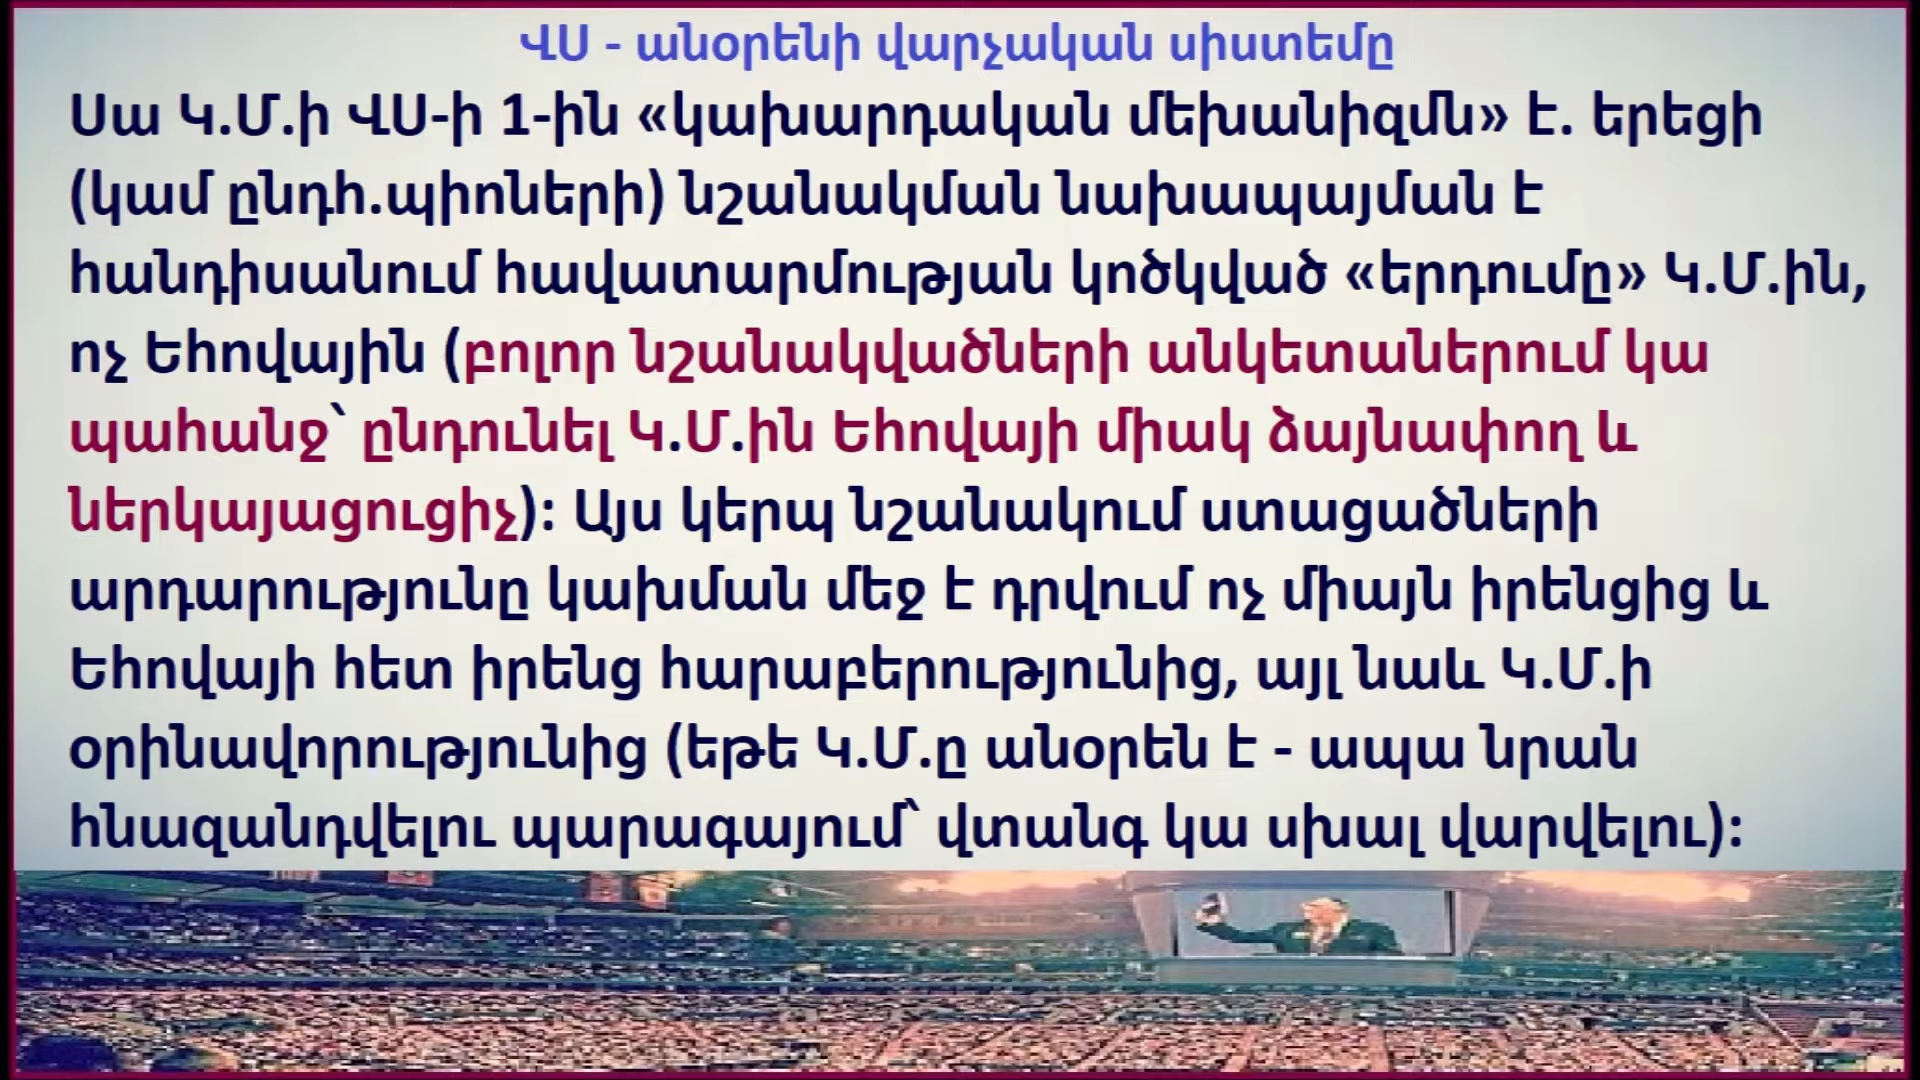 ՎՍ - անօրենի վարչական սիստեմը
Սա Կ.Մ.ի ՎՍ-ի 1-ին «կախարդական մեխանիզմն» է. երեցի
(կամ ընդհ.պիոների) նշանակման նախապայման է
հանդիսանում հավատարմության կոծկված «երդումը» Կ.Մ.ին,
ոչ Եհովային (բոլոր նշանակվածների անկետաներում կա
պահանջ՝ ընդունել Կ.Մ.ին Եհովայի միակ ձայնափող և
ներկայացուցիչ): Այս կերպ նշանակում ստացածների
արդարությունը կախման մեջ է դրվում ոչ միայն իրենցից և
Եհովայի հետ իրենց հարաբերությունից, այլ նաև Կ.Մ.ի
օրինավորությունից (եթե Կ.Մ.ը անօրեն է - ապա նրան
հնազանդվելու պարագայում՝ վտանգ կա սխալ վարվելու):